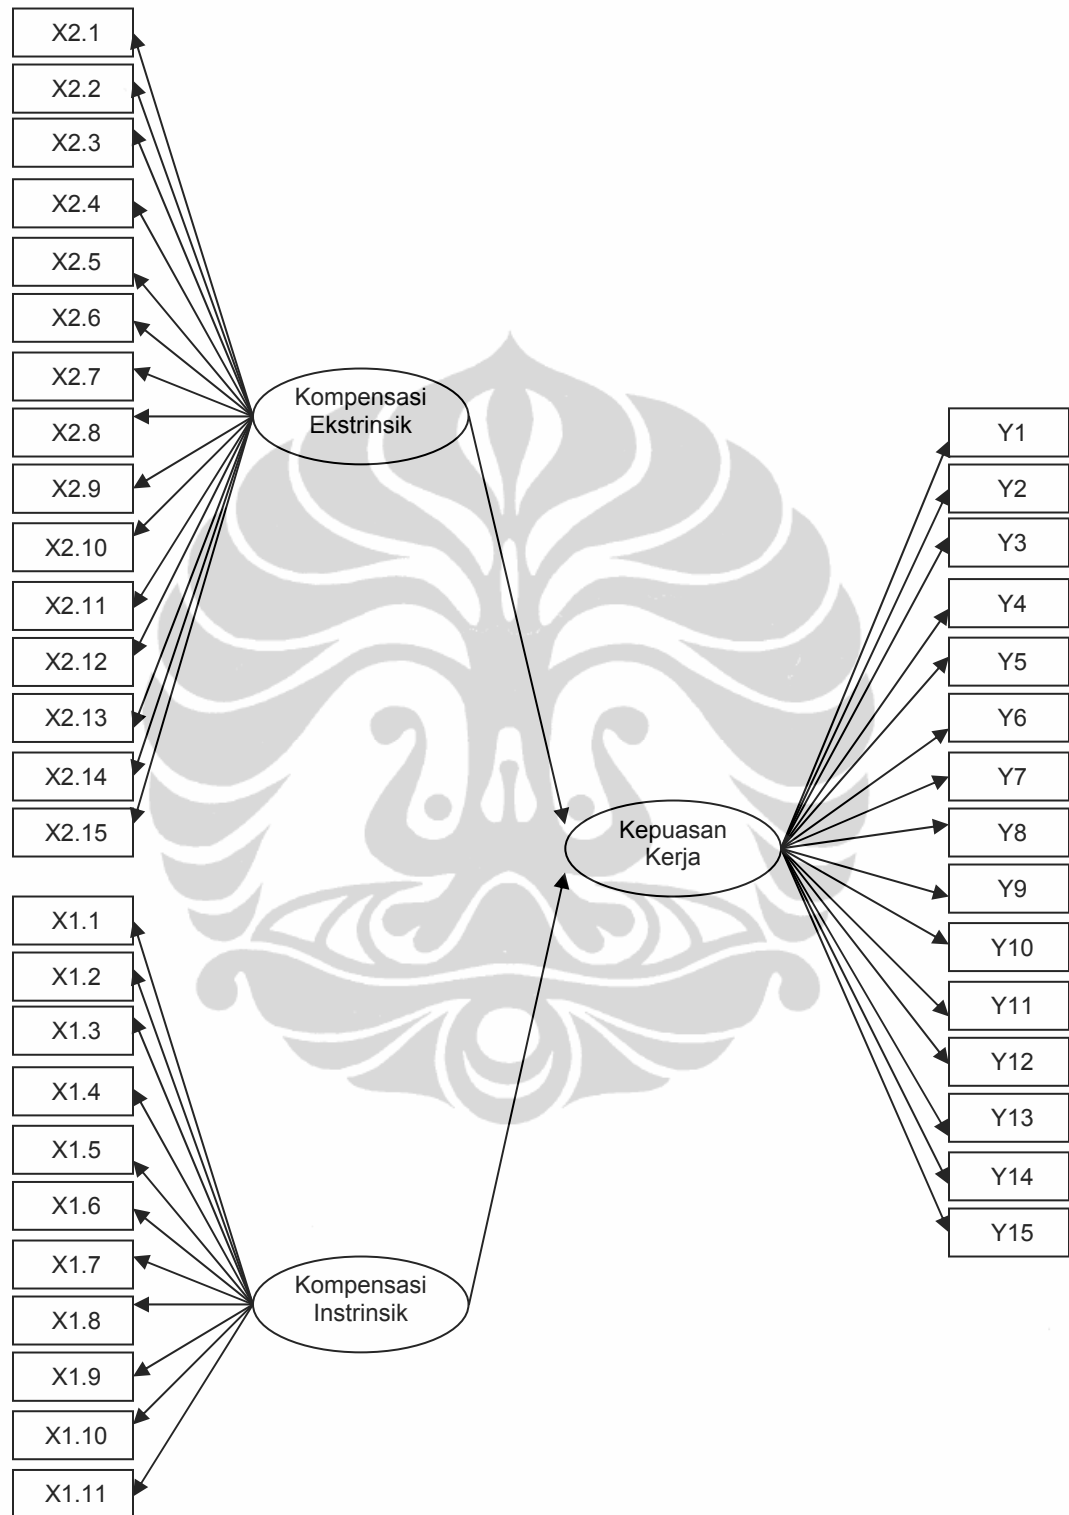 X2.1
X2.2
X2.3
X2.4
X2.5
X2.6
X2.7
X2.8
X2.9
X2.10
X2.11
X2.12
X2.13
X2.14
X2.15
Kompensasi
Ekstrinsik
X1.1
X1.2
X1.3
X1.4
X1.5
X1.6
X1.7
X1.8
X1.9
X1.10
X1.11
Kompensasi
Instrinsik
Kepuasan
Kerja
Y1
Y2
Y3
Y4
Y5
Y6
Y7
Y8
Y9
Y10
Y11
Y12
Y13
Y14
Y15